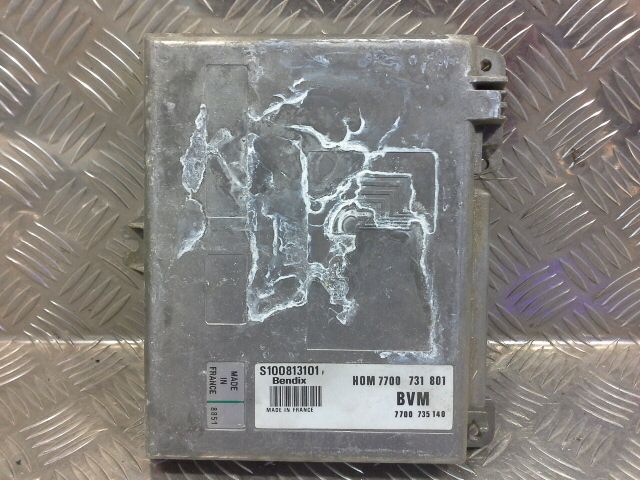 S100813101,
Bendix
MADE IN FRANCE
HOM 7700 731 801
BVM
7700 735 140
MADE
IN
FRANCE
8851